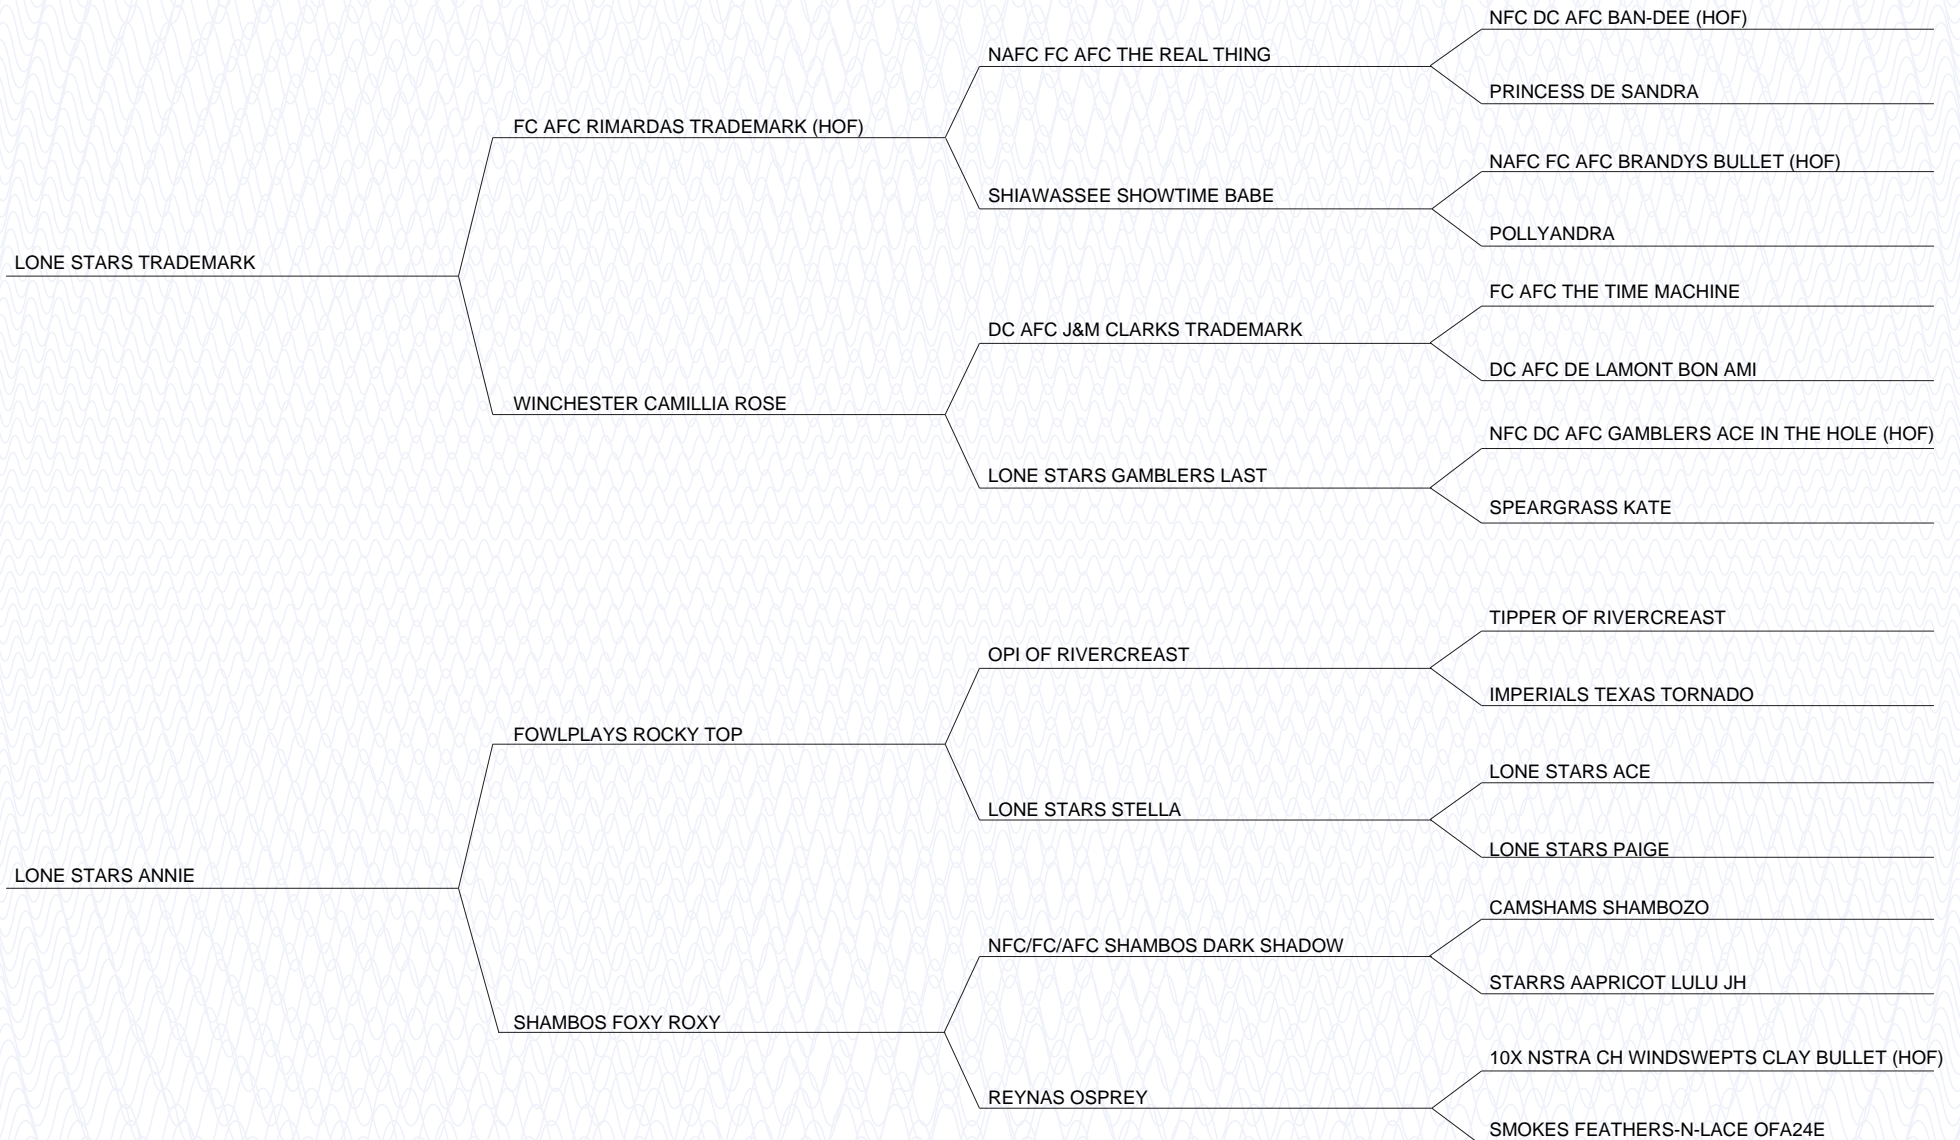 NFC DC AFC BAN-DEE (HOF)
NAFC FC AFC THE REAL THING
PRINCESS DE SANDRA
FC AFC RIMARDAS TRADEMARK (HOF)
NAFC FC AFC BRANDYS BULLET (HOF)
SHIAWASSEE SHOWTIME BABE
POLLYANDRA
LONE STARS TRADEMARK
FC AFC THE TIME MACHINE
DC AFC J&M CLARKS TRADEMARK
DC AFC DE LAMONT BON AMI
WINCHESTER CAMILLIA ROSE
NFC DC AFC GAMBLERS ACE IN THE HOLE (HOF)
LONE STARS GAMBLERS LAST
SPEARGRASS KATE
TIPPER OF RIVERCREAST
OPI OF RIVERCREAST
IMPERIALS TEXAS TORNADO
FOWLPLAYS ROCKY TOP
LONE STARS ACE
LONE STARS STELLA
LONE STARS PAIGE
LONE STARS ANNIE
CAMSHAMS SHAMBOZO
NFC/FC/AFC SHAMBOS DARK SHADOW
STARRS AAPRICOT LULU JH
SHAMBOS FOXY ROXY
10X NSTRA CH WINDSWEPTS CLAY BULLET (HOF)
REYNAS OSPREY
SMOKES FEATHERS-N-LACE OFA24E